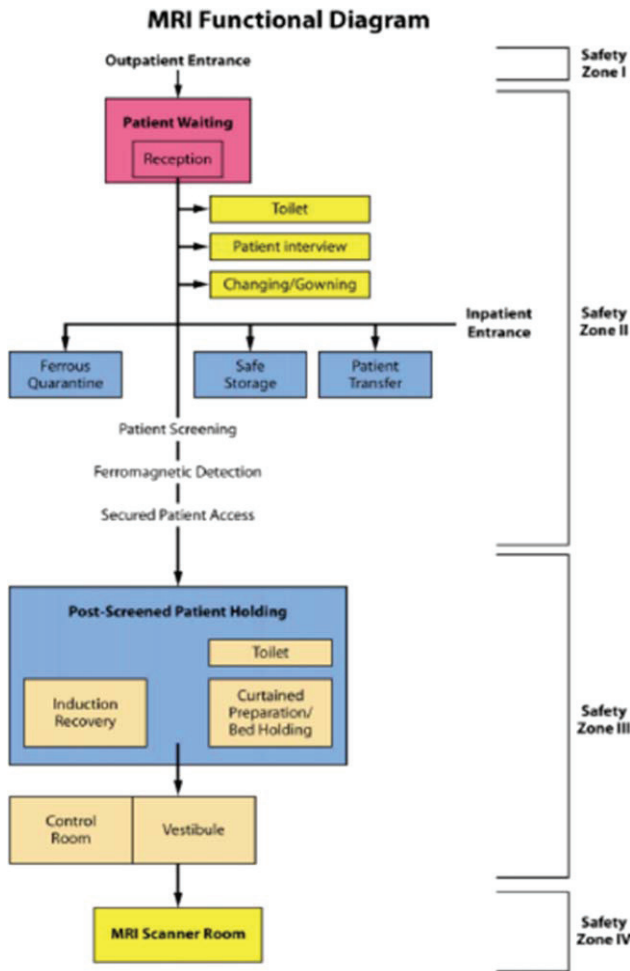 MRI Functional Diagram
Outpatient Entrance
Safety
Zone I
Patient Waiting
Reception
Toilet
Patient interview
Changing/Gowning
Inpatient
Entrance
Safety
Zone II
Ferrous
Quarantine
Safe
Storage
Patient
Transfer
Patient Screening
Ferromagnetic Detection
Secured Patient Access
Post-Screened Patient Holding
Toilet
Induction
Recovery
Curtained
Preparation/
Bed Holding
Safety
Zone III
Control
Room
Vestibule
MRI Scanner Room
Safety
Zone IV